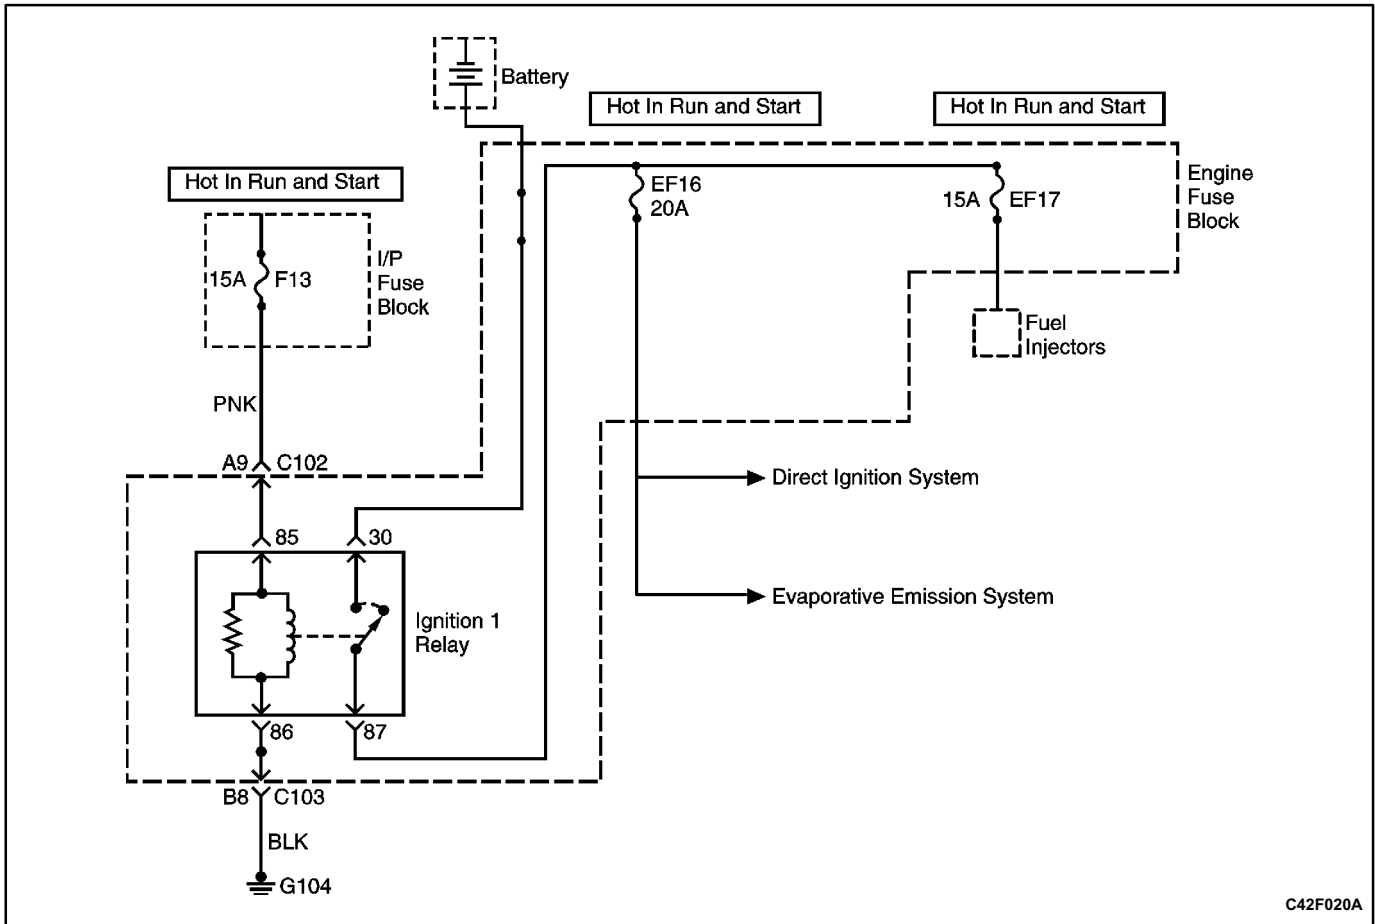 Battery
Hot In Run and Start
Hot In Run and Start
Hot In Run and Start
EF16
20A
15A EF17
Engine
Fuse
Block
15A F13
I/P
Fuse
Block
Fuel
Injectors
PNK
A9 C102
Direct Ignition System
85
30
Evaporative Emission System
Ignition 1
Relay
86
87
B8 C103
BLK
G104
C42F020A